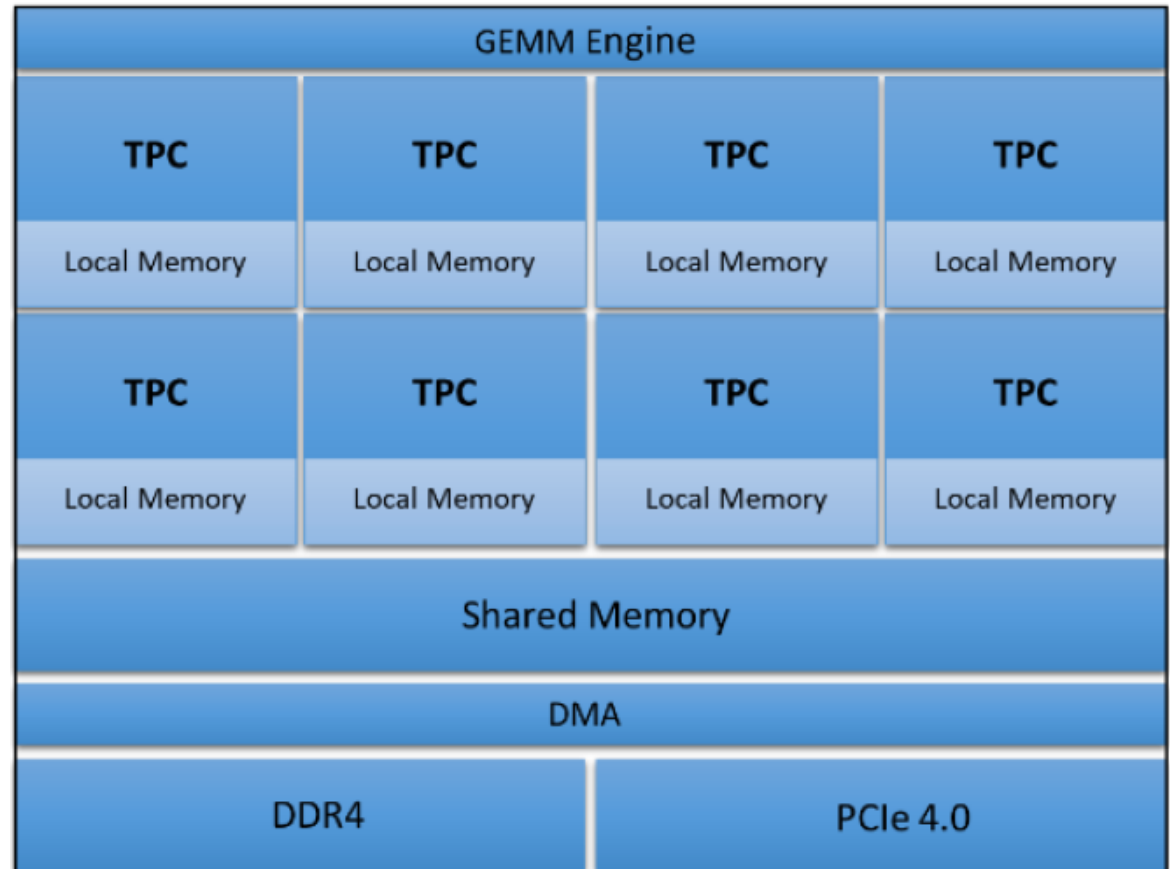 GEMM Engine
TPC TPC TPC TPC
Local Memory Local Memory Local Memory Local Memory
TPC TPC TPC TPC
Local Memory Local Memory Local Memory Local Memory
Shared Memory
DMA
DDR4 PCIe 4.0